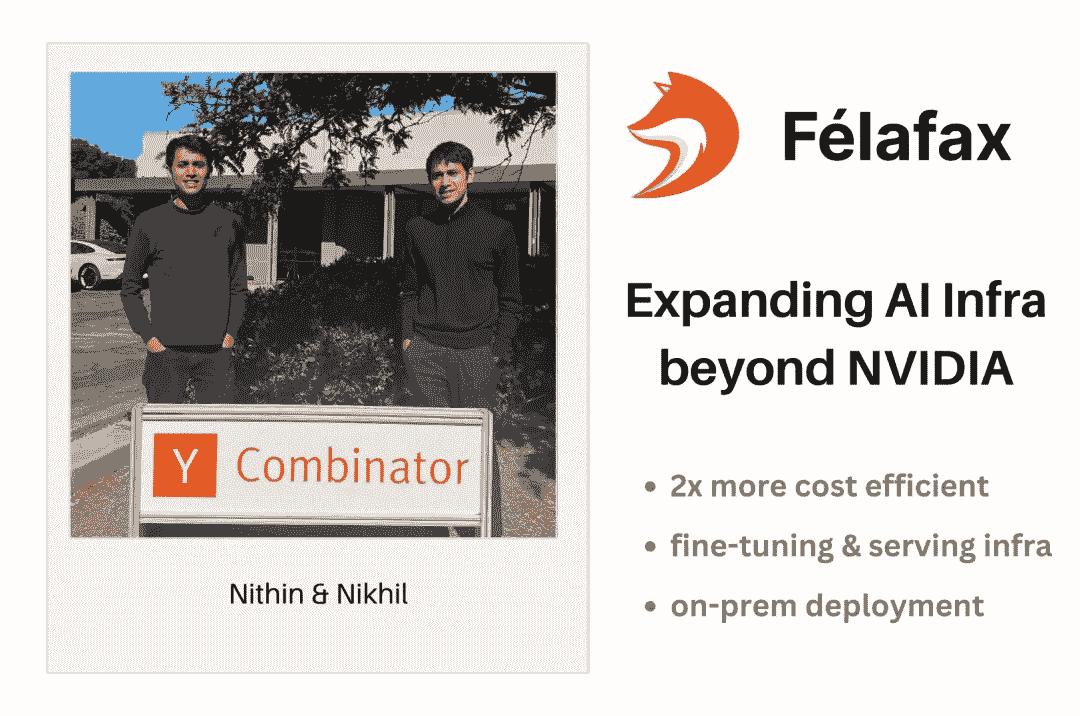 Y Combinator
Nithin & Nikhil
Félafax
Expanding AI Infra
beyond NVIDIA
• 2x more cost efficient
• fine-tuning & serving infra
• on-prem deployment